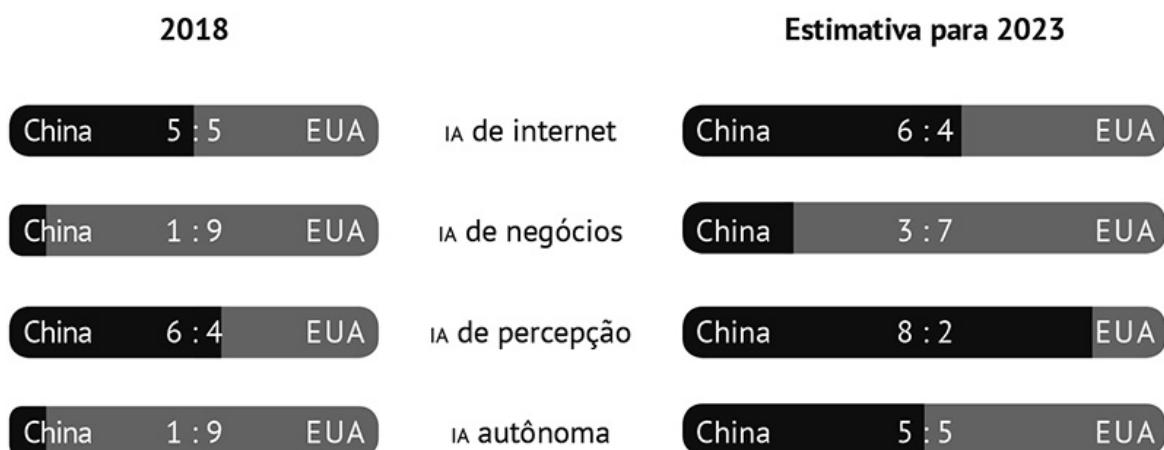 2018 Estimativa para 2023
China 5 : 5 EUA IA de internet China 6 : 4 EUA
China 1 : 9 EUA IA de negócios China 3 : 7 EUA
China 6 : 4 EUA IA de percepção China 8 : 2 EUA
China 1 : 9 EUA IA autônoma China 5 : 5 EUA